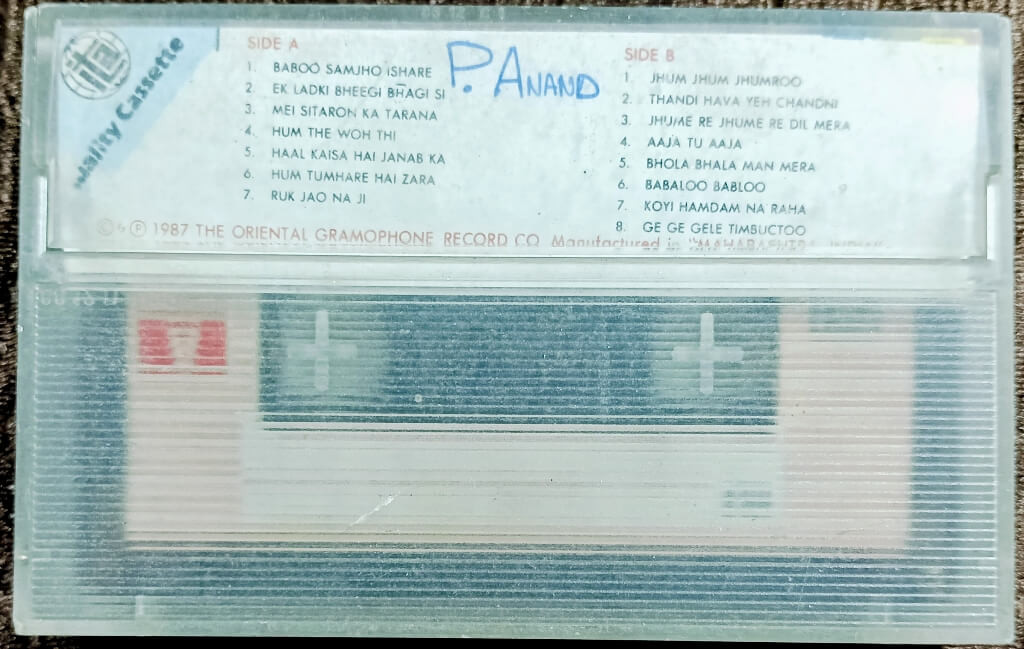 uality Cassette
SIDE A
1. BABOO SAMJHO ISHARE
2. EK LADKI BHEEGI BHAGI SI
3. MEI SITARON KA TARANA
4. HUM THE WOH THI
5. HAAL KAISA HAI JANAB KA
6. HUM TUMHARE HAI ZARA
7. RUK JAO NA JI
P. ANAND
SIDE B
1. JHUM JHUM JHUMROO
2. THANDI HAVA YEH CHANDNI
3. JHUME RE JHUME RE DIL MERA
4. AAJA TU AAJA
5. BHOLA BHALA MAN MERA
6. BABALOO BABLOO
7. KOYI HAMDAM NA RAHA
8. GE GE GELE TIMBUCTOO
© & ℗ 1987 THE ORIENTAL GRAMOPHONE RECORD CO. Manufactured in "MAHARASHTRA, INDIA"